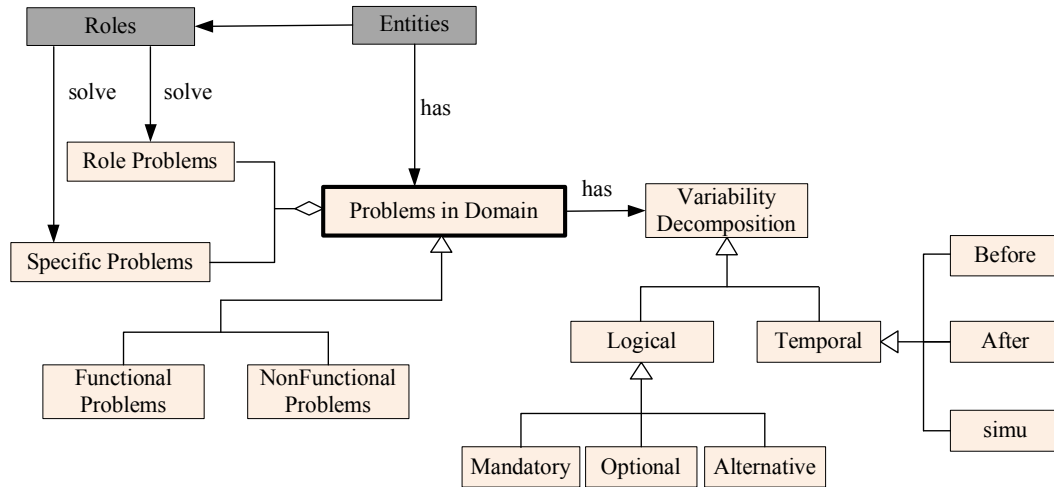 Roles
Entities
solve
solve
has
Role Problems
Problems in Domain
has
Variability
Decomposition
Specific Problems
Before
Logical
Temporal
After
Functional
Problems
NonFunctional
Problems
simu
Mandatory
Optional
Alternative